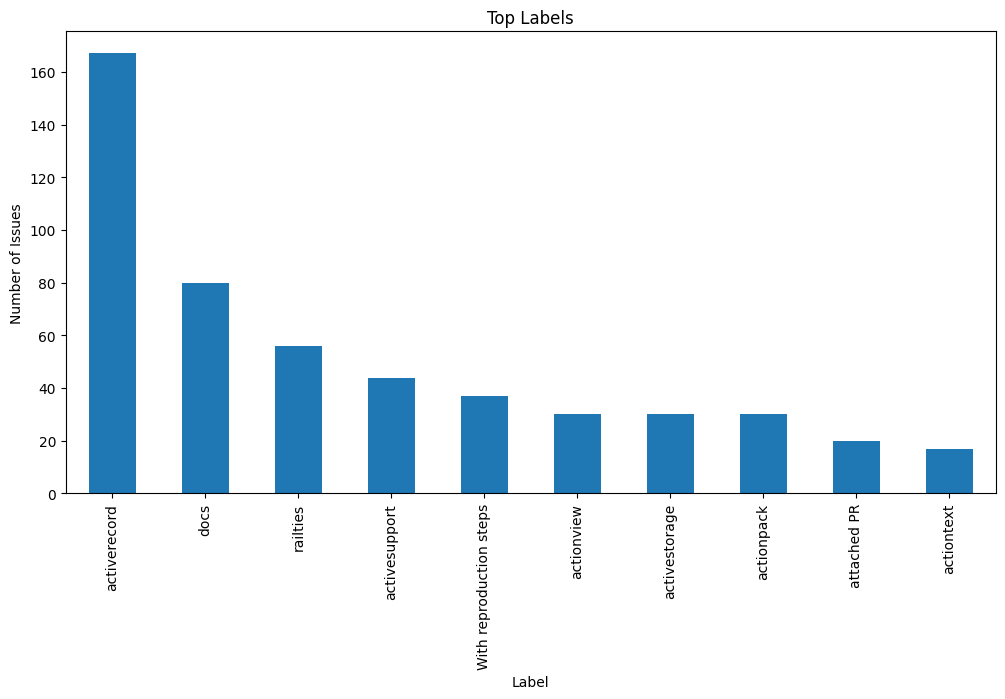 Top Labels
Number of Issues
160
140
120
100
80
60
40
20
0
activerecord
docs
railties
activesupport
With reproduction steps
actionview
activestorage
actionpack
attached PR
actiontext
Label